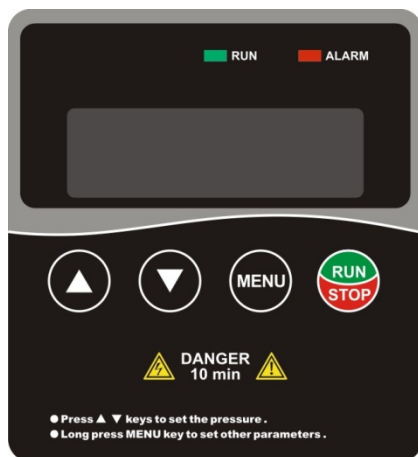 RUN ALARM
MENU RUN
STOP
DANGER
10 min
● Press ▲ ▼ keys to set the pressure .
● Long press MENU key to set other parameters .